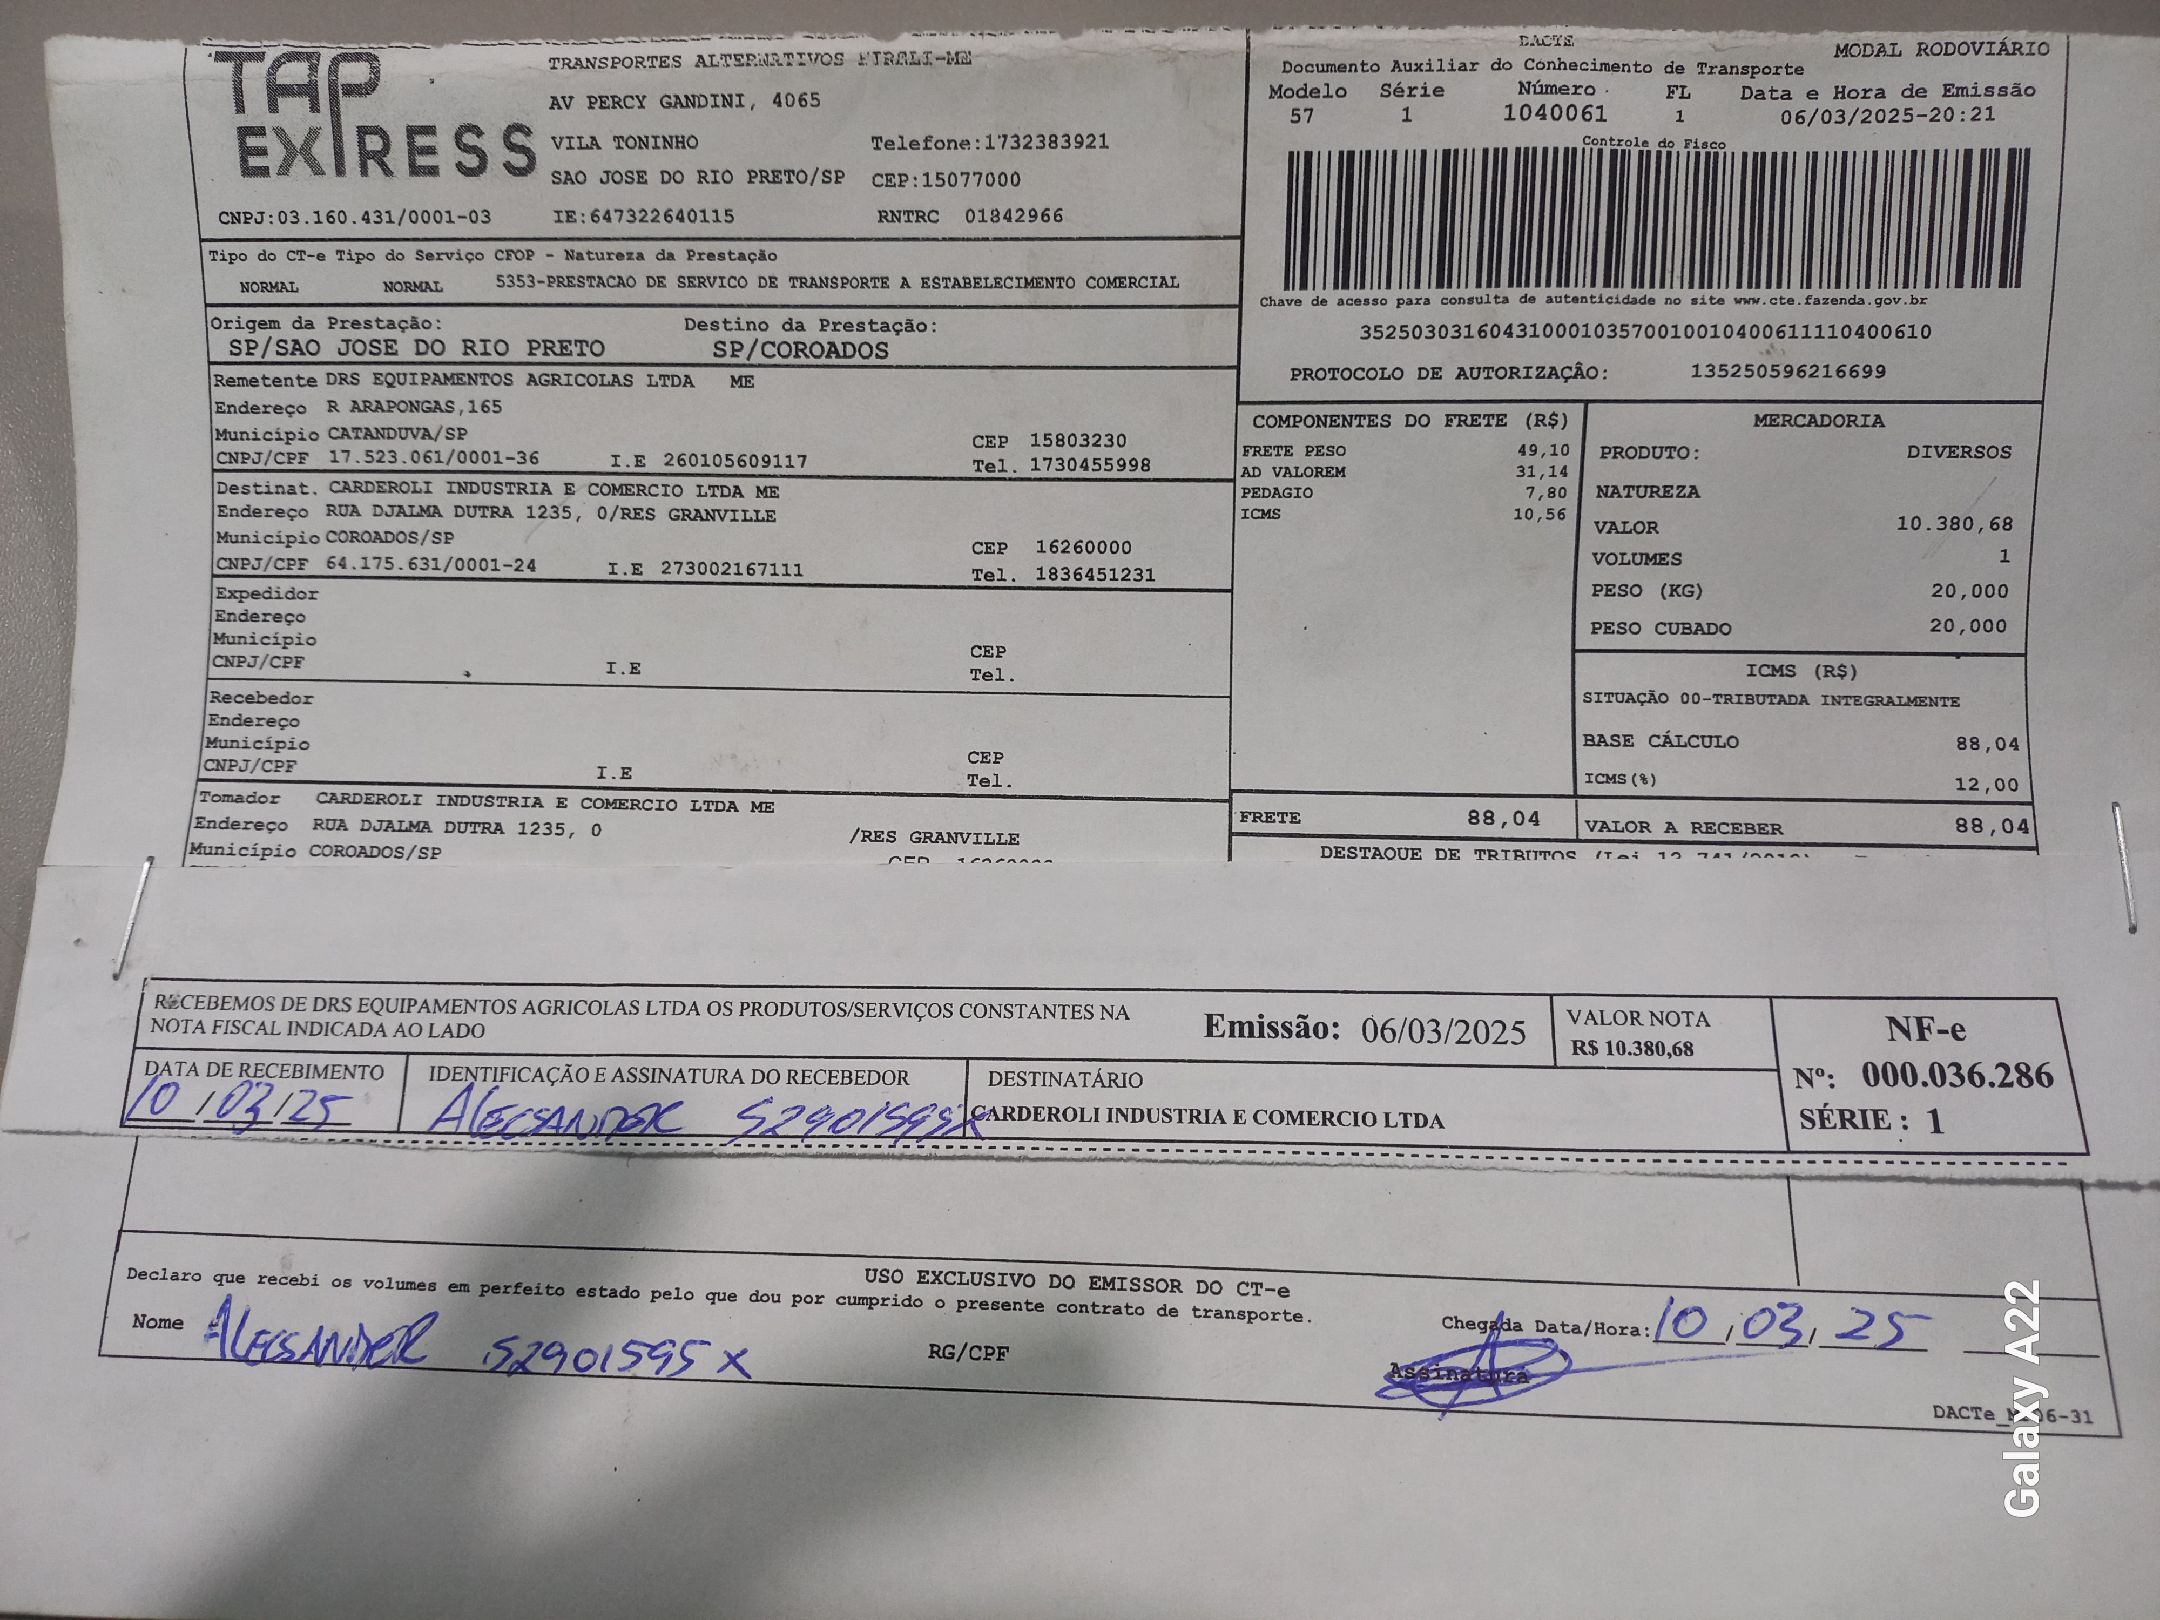 TAP EXPRESS
TRANSPORTES ALTERNATIVOS EIRELI-ME
AV PERCY GANDINI, 4065
VILA TONINHO Telefone:1732383921
SAO JOSE DO RIO PRETO/SP CEP:15077000
CNPJ:03.160.431/0001-03 IE:647322640115 RNTRC 01842966
DACTE MODAL RODOVIÁRIO
Documento Auxiliar do Conhecimento de Transporte
Modelo Série Número FL Data e Hora de Emissão
57 1 1040061 1 06/03/2025-20:21
Controle do Fisco
Chave de acesso para consulta de autenticidade no site www.cte.fazenda.gov.br
35250303160431000103570010010400611110400610
PROTOCOLO DE AUTORIZAÇÃO: 135250596216699
Tipo do CT-e Tipo do Serviço CFOP - Natureza da Prestação
NORMAL NORMAL 5353-PRESTACAO DE SERVICO DE TRANSPORTE A ESTABELECIMENTO COMERCIAL
Origem da Prestação: Destino da Prestação:
SP/SAO JOSE DO RIO PRETO SP/COROADOS
Remetente DRS EQUIPAMENTOS AGRICOLAS LTDA ME
Endereço R ARAPONGAS,165
Município CATANDUVA/SP CEP 15803230
CNPJ/CPF 17.523.061/0001-36 I.E 260105609117 Tel. 1730455998
Destinat. CARDEROLI INDUSTRIA E COMERCIO LTDA ME
Endereço RUA DJALMA DUTRA 1235, 0/RES GRANVILLE
Município COROADOS/SP CEP 16260000
CNPJ/CPF 64.175.631/0001-24 I.E 273002167111 Tel. 1836451231
Expedidor
Endereço
Município CEP
CNPJ/CPF I.E Tel.
Recebedor
Endereço
Município CEP
CNPJ/CPF I.E Tel.
Tomador CARDEROLI INDUSTRIA E COMERCIO LTDA ME
Endereço RUA DJALMA DUTRA 1235, 0 /RES GRANVILLE
Município COROADOS/SP
COMPONENTES DO FRETE (R$)
FRETE PESO 49,10
AD VALOREM 31,14
PEDAGIO 7,80
ICMS 10,56
FRETE 88,04
MERCADORIA
PRODUTO: DIVERSOS
NATUREZA
VALOR 10.380,68
VOLUMES 1
PESO (KG) 20,000
PESO CUBADO 20,000
ICMS (R$)
SITUAÇÃO 00-TRIBUTADA INTEGRALMENTE
BASE CÁLCULO 88,04
ICMS(%) 12,00
VALOR A RECEBER 88,04
DESTAQUE DE TRIBUTOS
RECEBEMOS DE DRS EQUIPAMENTOS AGRICOLAS LTDA OS PRODUTOS/SERVIÇOS CONSTANTES NA
NOTA FISCAL INDICADA AO LADO
Emissão: 06/03/2025
VALOR NOTA
R$ 10.380,68
NF-e
Nº: 000.036.286
SÉRIE : 1
DATA DE RECEBIMENTO
10/03/25
IDENTIFICAÇÃO E ASSINATURA DO RECEBEDOR
ALECSANDER 52901595X
DESTINATÁRIO
CARDEROLI INDUSTRIA E COMERCIO LTDA
USO EXCLUSIVO DO EMISSOR DO CT-e
Declaro que recebi os volumes em perfeito estado pelo que dou por cumprido o presente contrato de transporte.
Nome ALECSANDER 52901595X RG/CPF
Chegada Data/Hora: 10/03/25
Assinatura
Galaxy A22